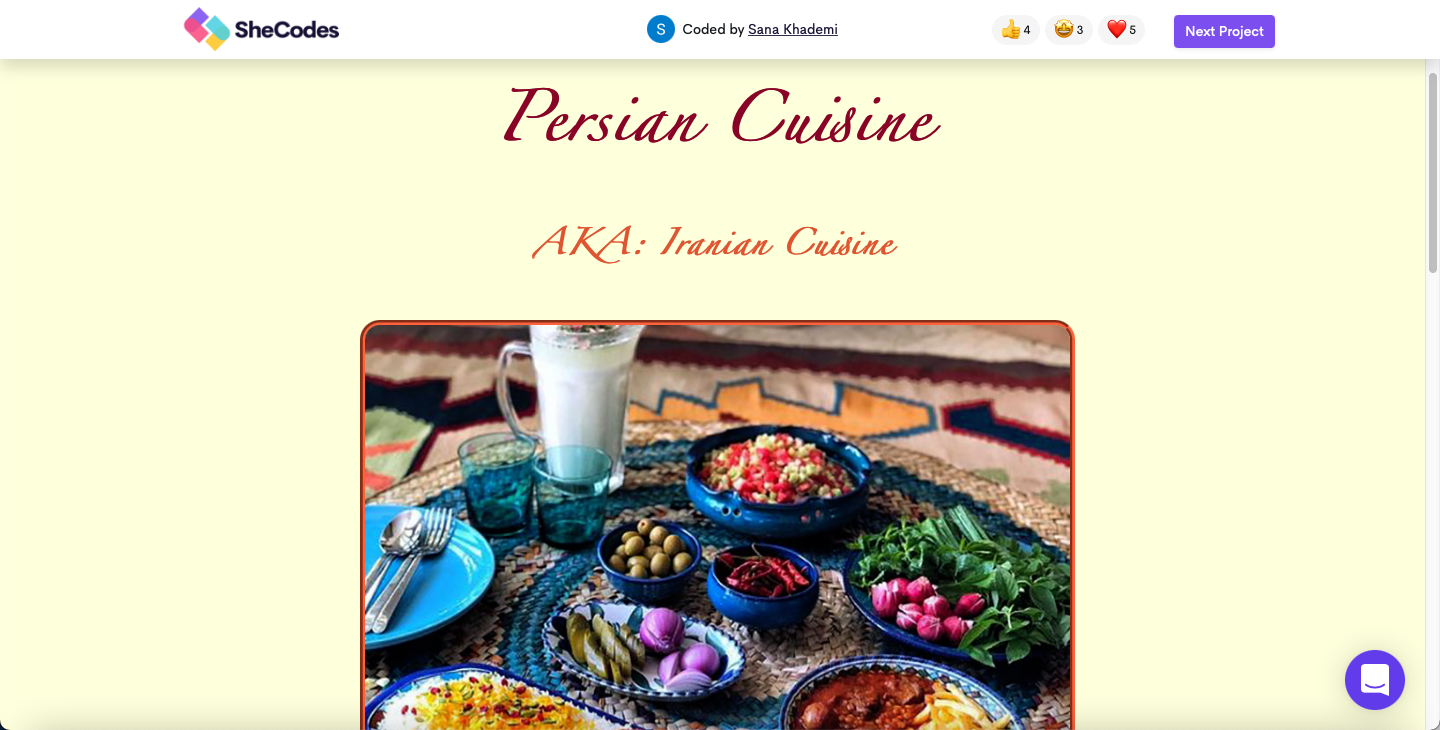 SheCodes
S Coded by Sana Khademi
👍 4 🤩 3 ❤️ 5
Next Project
Persian Cuisine
AKA: Iranian Cuisine